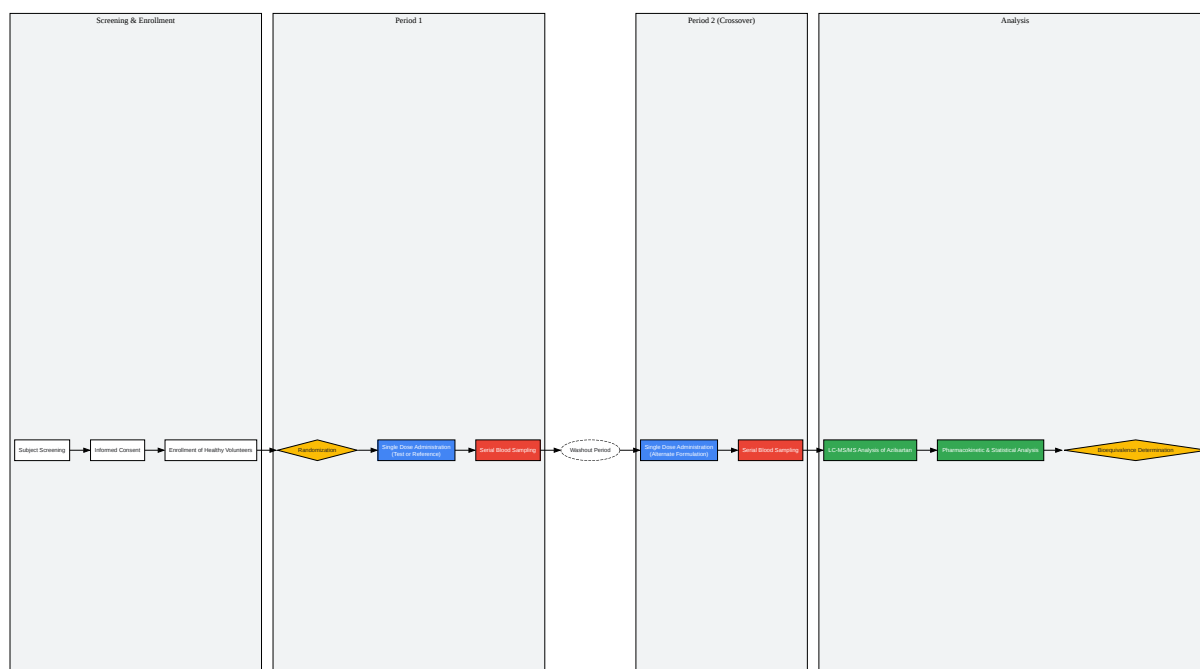 Screening & Enrollment
Subject Screening
Informed Consent
Enrollment of Healthy Volunteers
Period 1
Randomization
Single Dose Administration
(Test or Reference)
Serial Blood Sampling
Washout Period
Period 2 (Crossover)
Single Dose Administration
(Alternate Formulation)
Serial Blood Sampling
Analysis
LC-MS/MS Analysis of Azilsartan
Pharmacokinetic & Statistical Analysis
Bioequivalence Determination